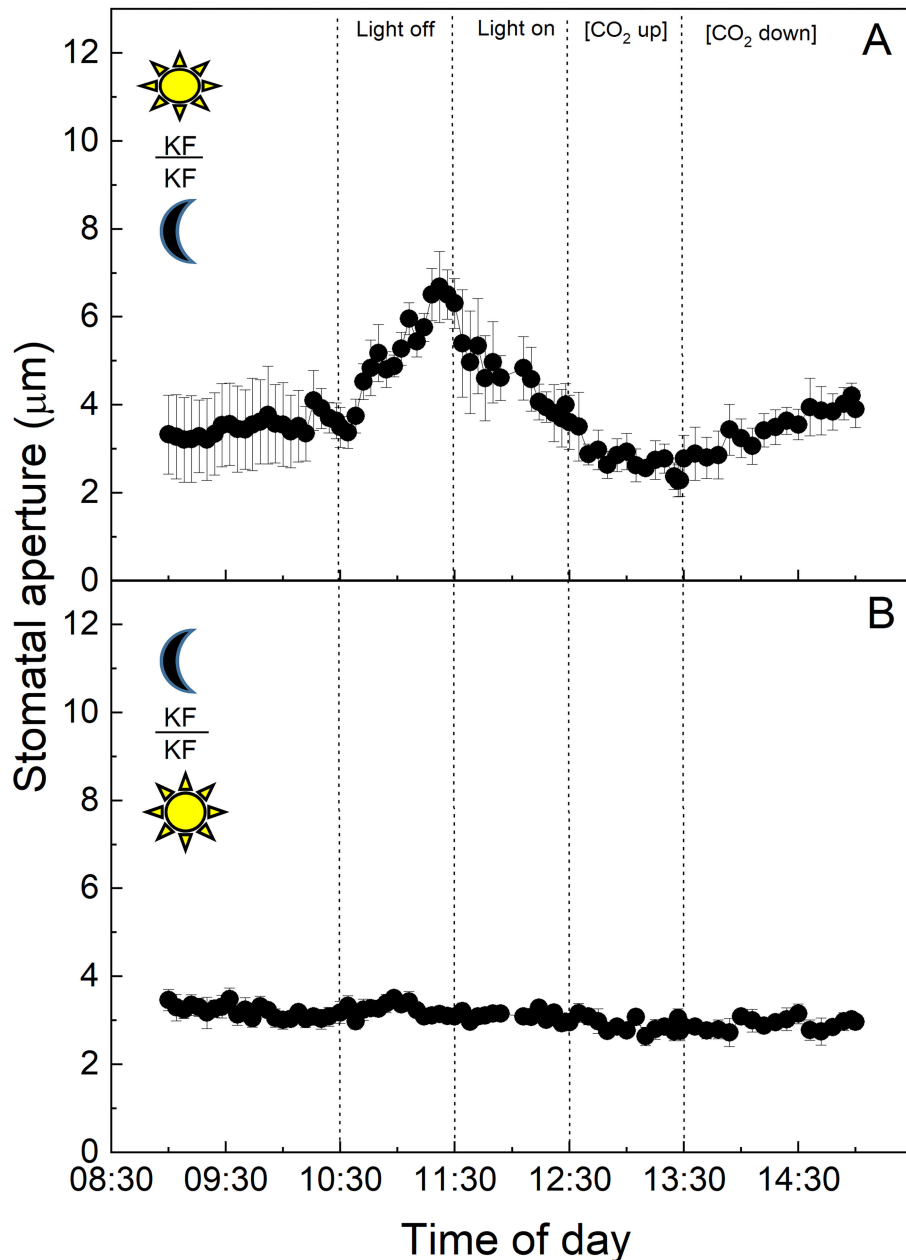 Light off
Light on
[CO₂ up]
[CO₂ down]
A
12
10
8
6
4
2
0
KF
KF
Stomatal aperture (μm)
B
12
10
8
6
4
2
0
KF
KF
08:30 09:30 10:30 11:30 12:30 13:30 14:30
Time of day